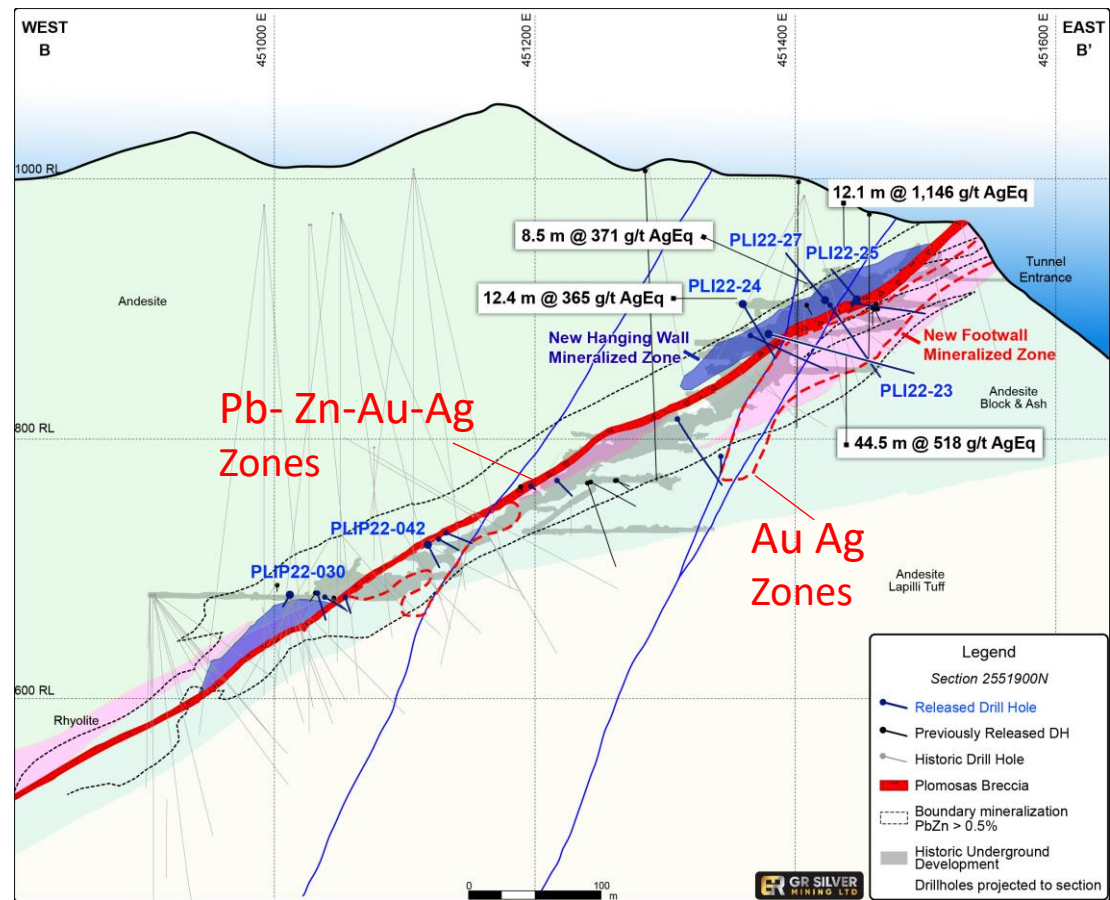 WEST
B
451000 E
451200 E
451400 E
451600 E
EAST
B'
1000 RL
12.1 m @ 1,146 g/t AgEq
8.5 m @ 371 g/t AgEq
PLI22-27
PLI22-25
Tunnel
Entrance
12.4 m @ 365 g/t AgEq
PLI22-24
Andesite
New Hanging Wall
Mineralized Zone
New Footwall
Mineralized Zone
PLI22-23
Andesite
Block & Ash
Pb- Zn-Au-Ag
Zones
800 RL
44.5 m @ 518 g/t AgEq
PLIP22-042
Au Ag
Zones
PLIP22-030
Andesite
Lapilli Tuff
600 RL
Rhyolite
Legend
Section 2551900N
Released Drill Hole
Previously Released DH
Historic Drill Hole
Plomosas Breccia
Boundary mineralization
PbZn > 0.5%
Historic Underground
Development
Drillholes projected to section
0 100
m
GR SILVER
MINING LTD